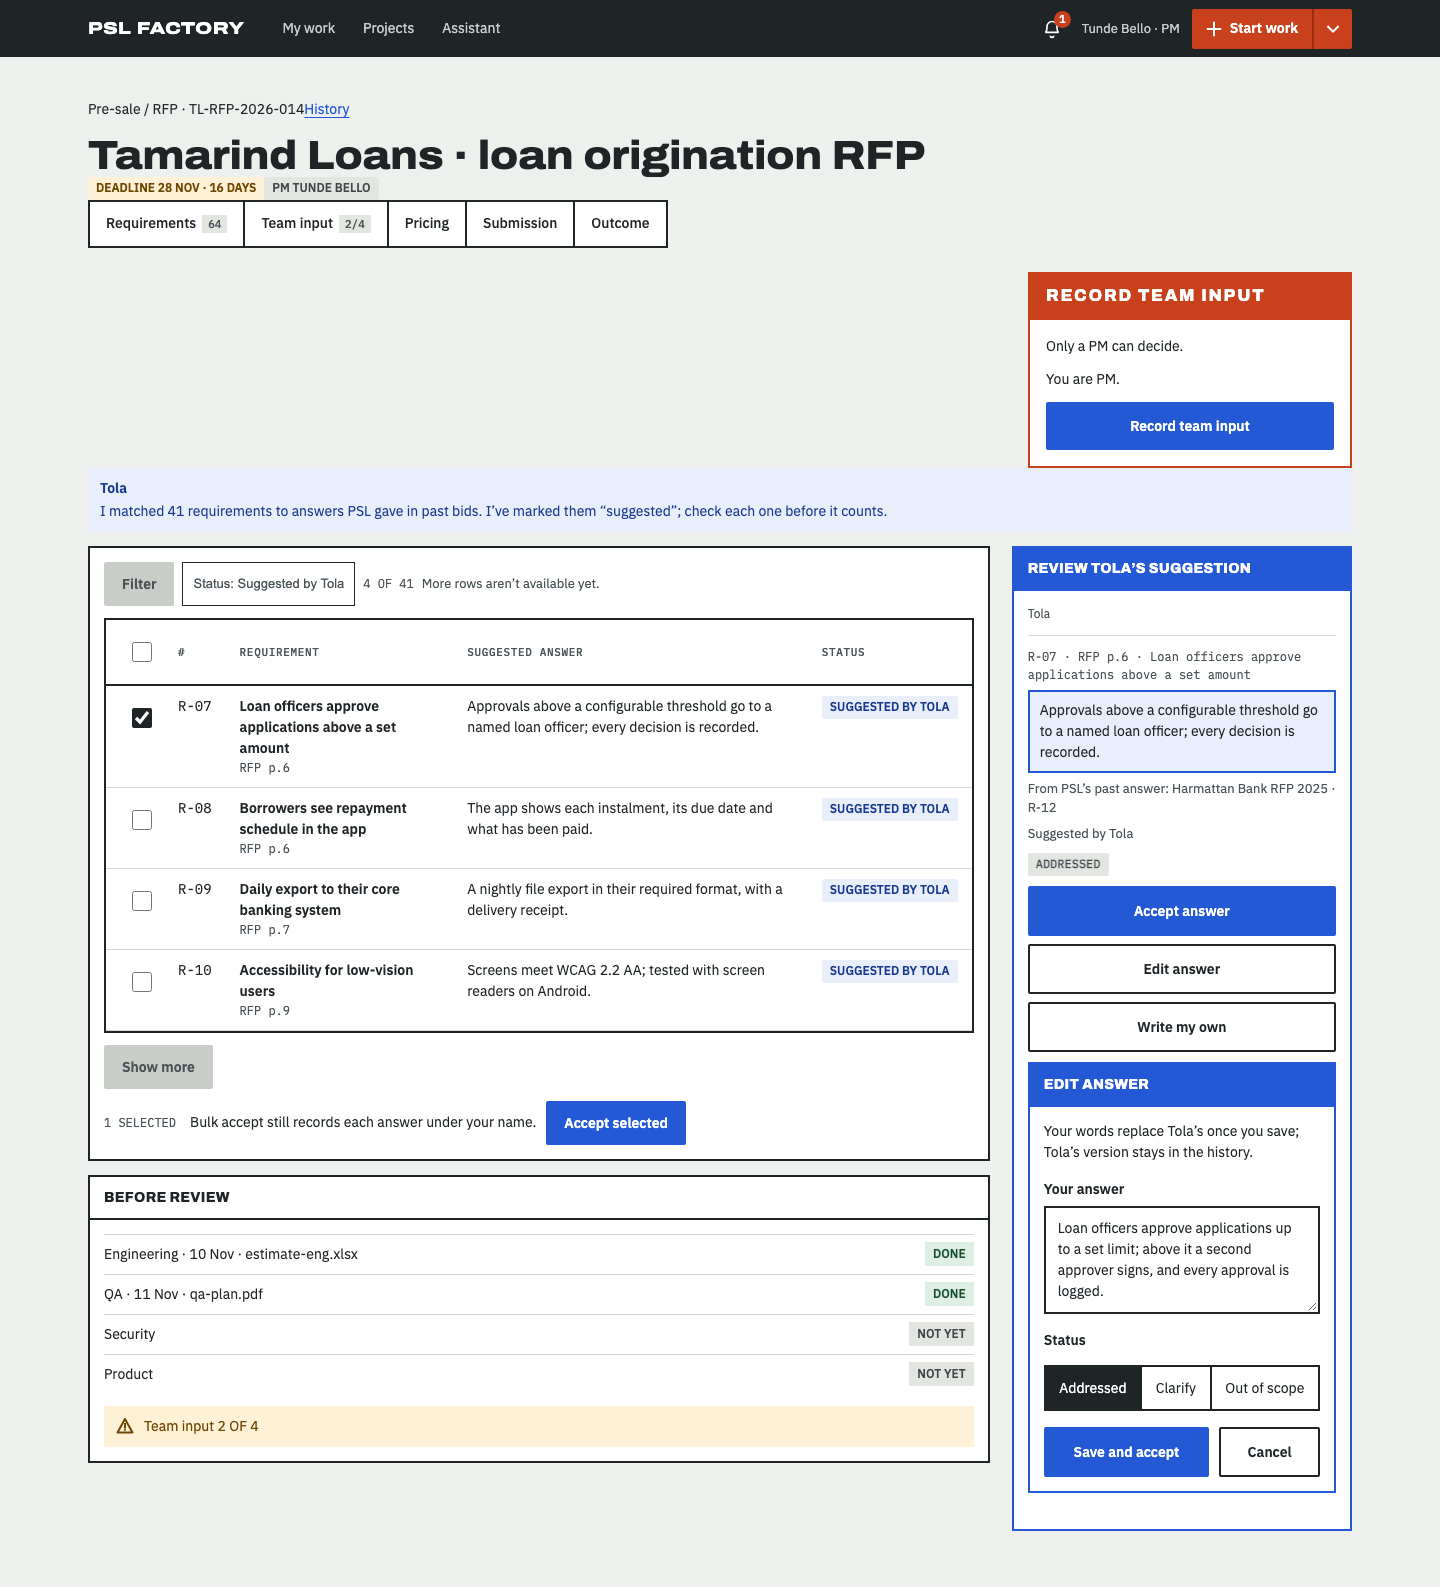 PSL FACTORY
My work
Projects
Assistant
1
Tunde Bello · PM
Start work
Pre-sale / RFP · TL-RFP-2026-014History
Tamarind Loans · loan origination RFP
DEADLINE 28 NOV · 16 DAYS
PM TUNDE BELLO
Requirements 64
Team input 2/4
Pricing
Submission
Outcome
RECORD TEAM INPUT
Only a PM can decide.
You are PM.
Record team input
Tola
I matched 41 requirements to answers PSL gave in past bids. I’ve marked them “suggested”; check each one before it counts.
Filter
Status: Suggested by Tola
4 OF 41
More rows aren’t available yet.
#
REQUIREMENT
SUGGESTED ANSWER
STATUS
R-07
Loan officers approve
applications above a set
amount
RFP p.6
Approvals above a configurable threshold go to a
named loan officer; every decision is recorded.
SUGGESTED BY TOLA
R-08
Borrowers see repayment
schedule in the app
RFP p.6
The app shows each instalment, its due date and
what has been paid.
SUGGESTED BY TOLA
R-09
Daily export to their core
banking system
RFP p.7
A nightly file export in their required format, with a
delivery receipt.
SUGGESTED BY TOLA
R-10
Accessibility for low-vision
users
RFP p.9
Screens meet WCAG 2.2 AA; tested with screen
readers on Android.
SUGGESTED BY TOLA
Show more
1 SELECTED
Bulk accept still records each answer under your name.
Accept selected
BEFORE REVIEW
Engineering · 10 Nov · estimate-eng.xlsx
DONE
QA · 11 Nov · qa-plan.pdf
DONE
Security
NOT YET
Product
NOT YET
Team input 2 OF 4
REVIEW TOLA’S SUGGESTION
Tola
R-07 · RFP p.6 · Loan officers approve
applications above a set amount
Approvals above a configurable threshold go
to a named loan officer; every decision is
recorded.
From PSL’s past answer: Harmattan Bank RFP 2025 ·
R-12
Suggested by Tola
ADDRESSED
Accept answer
Edit answer
Write my own
EDIT ANSWER
Your words replace Tola’s once you save;
Tola’s version stays in the history.
Your answer
Loan officers approve applications up
to a set limit; above it a second
approver signs, and every approval is
logged.
Status
Addressed
Clarify
Out of scope
Save and accept
Cancel